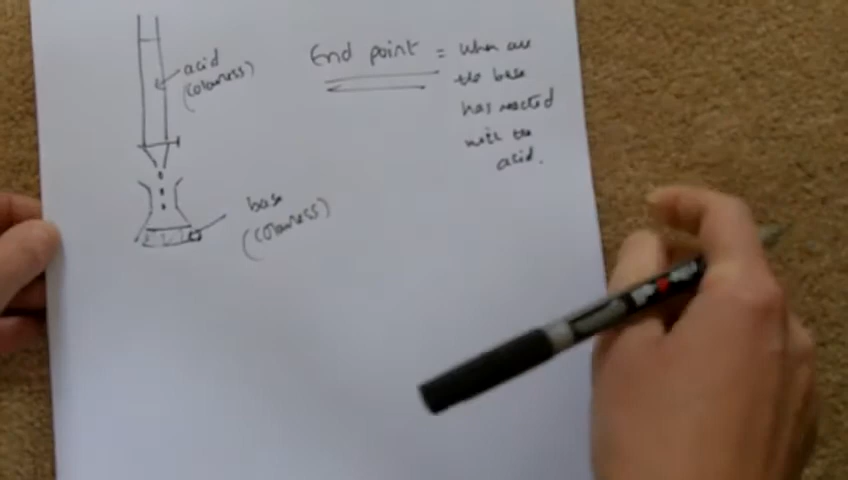 acid
(colourless)
base
(colourless)
End point = when all
the base
has reacted
with the
acid.